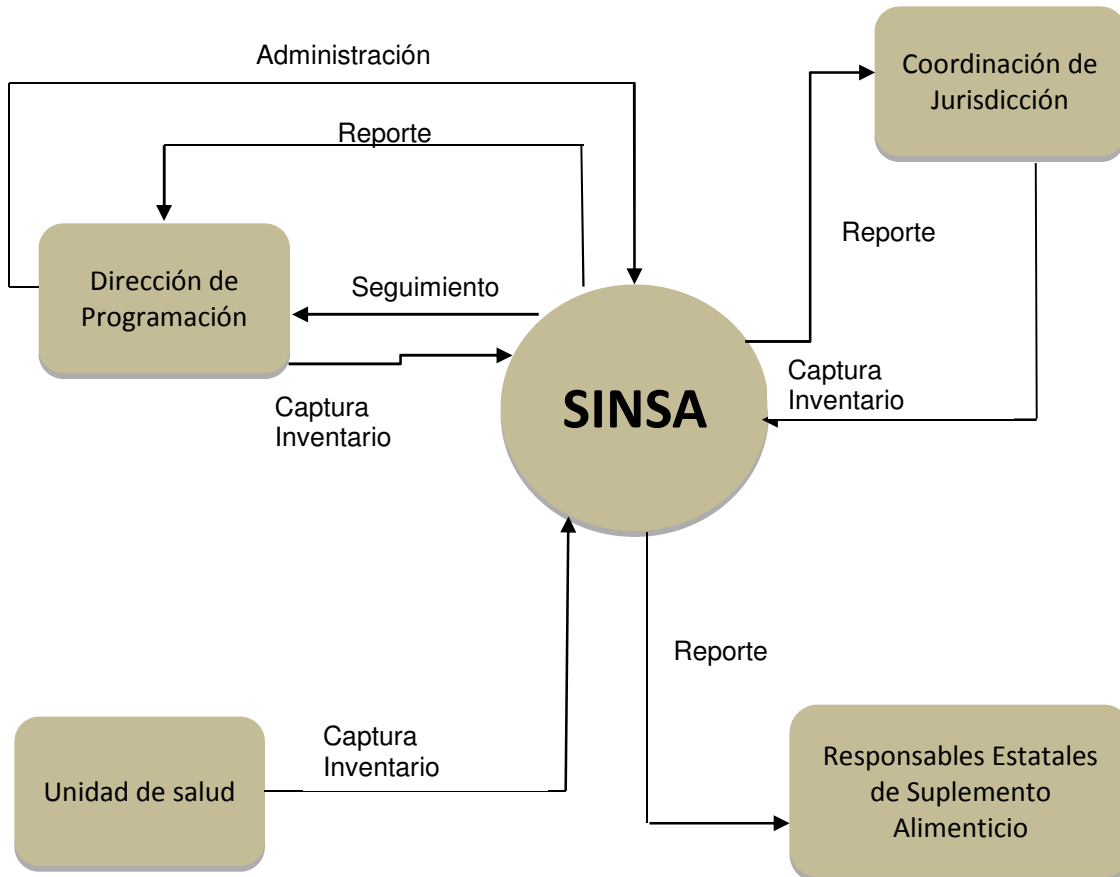 Administración
Coordinación de
Jurisdicción
Reporte
Reporte
Dirección de
Programación
Seguimiento
SINSA
Captura
Inventario
Captura
Inventario
Reporte
Unidad de salud
Captura
Inventario
Responsables Estatales
de Suplemento
Alimenticio